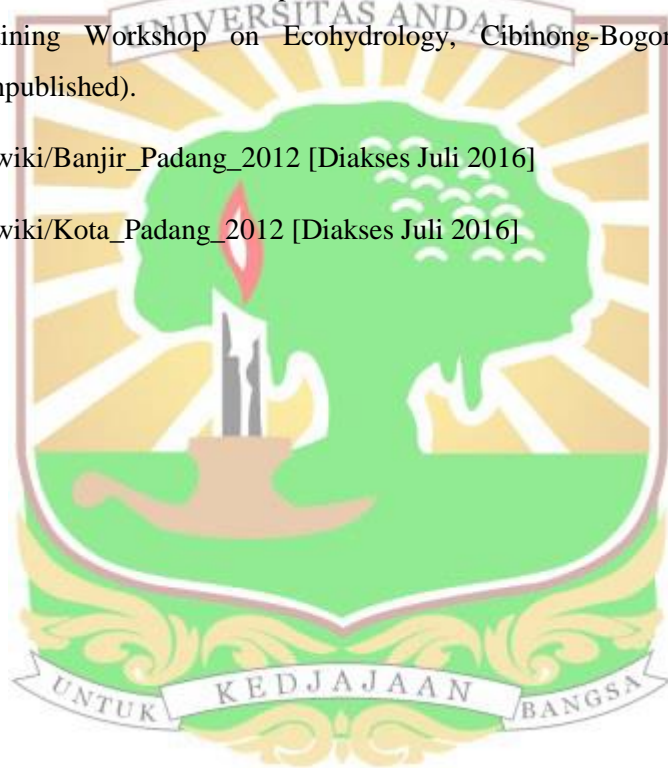 UNIVERSITAS ANDALAS
ining Workshop on Ecohydrology, Cibinong-Bogor
npublished).
wiki/Banjir_Padang_2012 [Diakses Juli 2016]
wiki/Kota_Padang_2012 [Diakses Juli 2016]
UNTUK KEDJAJAAN BANGSA